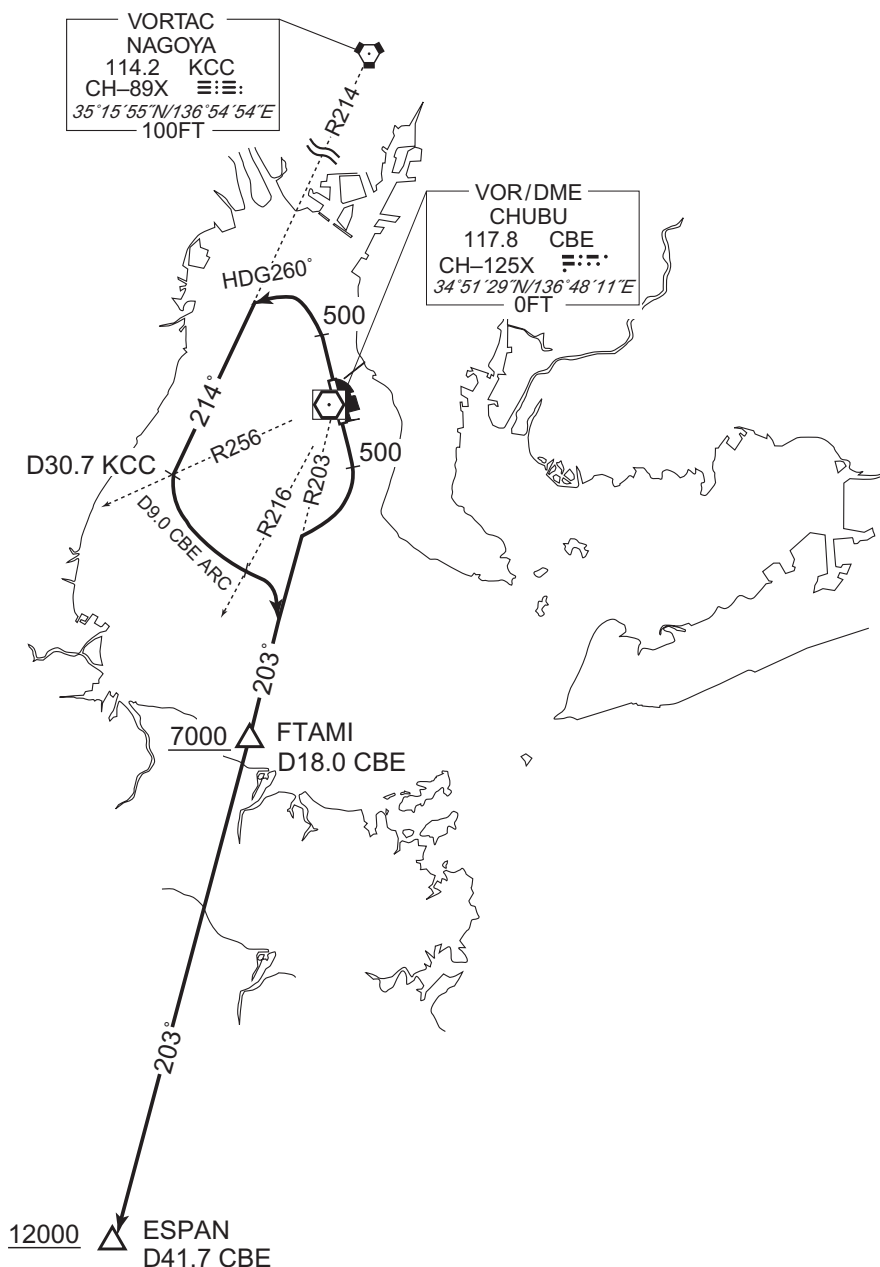 VORTAC
NAGOYA
114.2 KCC
CH–89X
35°15´55˝N/136°54´54˝E
100FT
R214
VOR/DME
CHUBU
117.8 CBE
CH–125X
34°51´29˝N/136°48´11˝E
0FT
HDG260°
500
214°
R256
D30.7 KCC
500
R203
R216
D9.0 CBE ARC
203°
7000
FTAMI
D18.0 CBE
203°
12000
ESPAN
D41.7 CBE